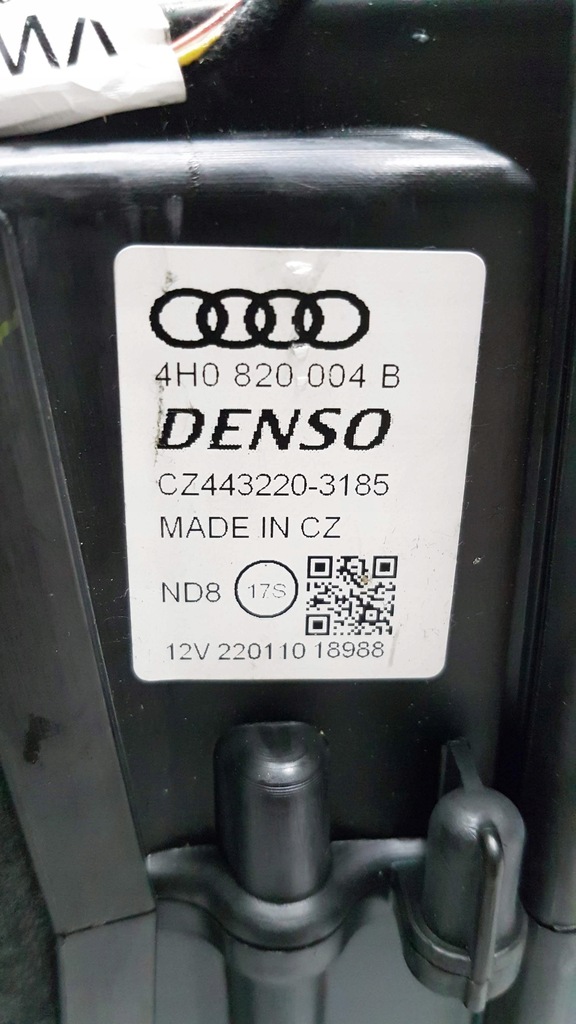 4H0 820 004 B
DENSO
CZ443220-3185
MADE IN CZ
ND8 17S
12V 220110 18988